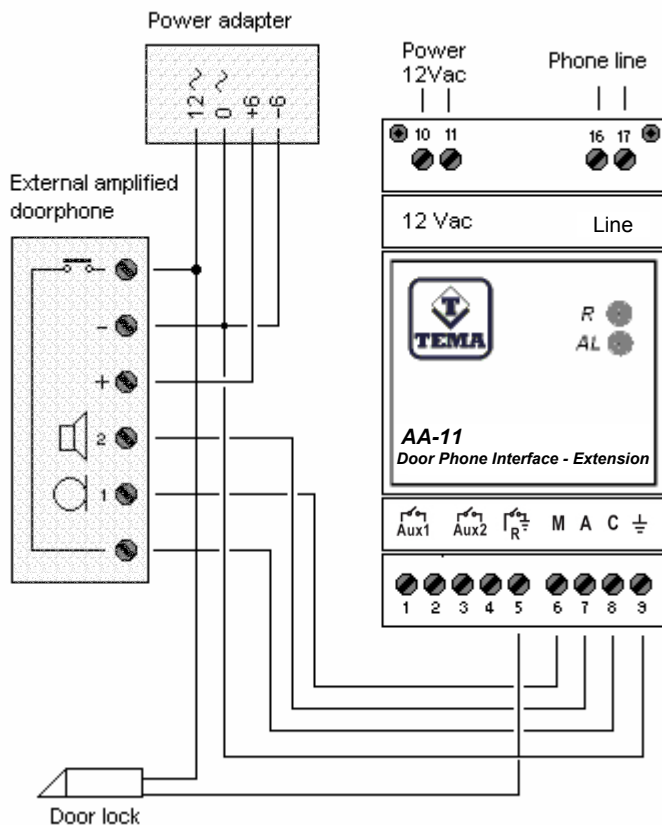 Power adapter
12 ~ 0 ~ +6 -6
Power
12Vac
Phone line
10 11 16 17
12 Vac Line
External amplified
doorphone
-
+
2
1
TEMA
R
AL
AA-11
Door Phone Interface - Extension
Aux1 Aux2 R M A C
1 2 3 4 5 6 7 8 9
Door lock